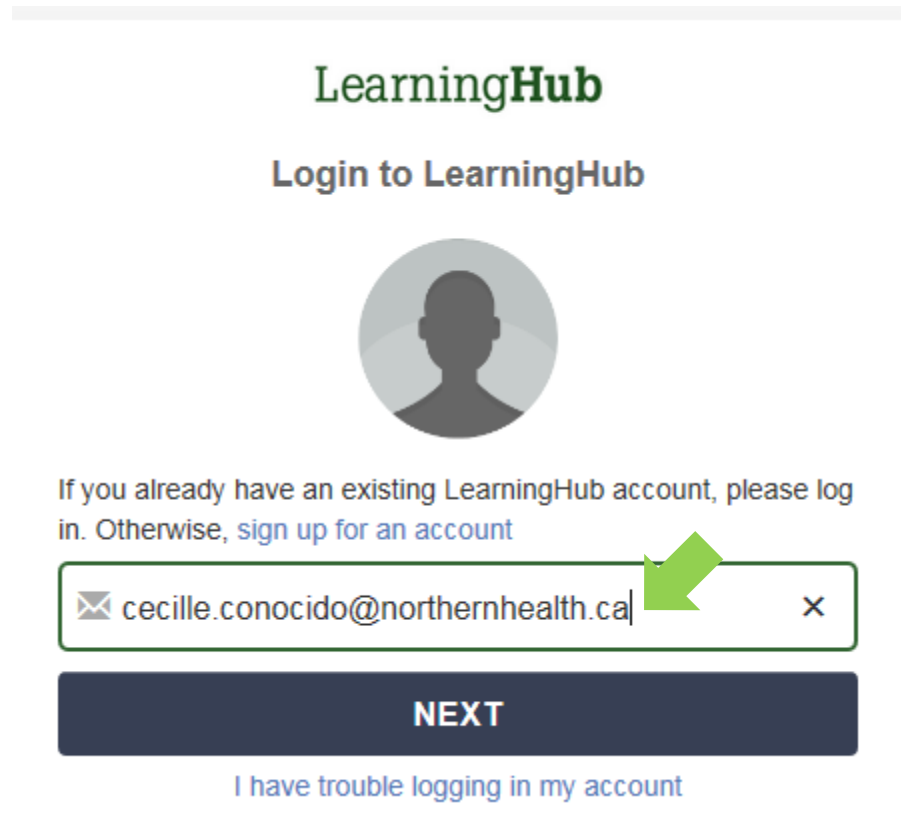 LearningHub
Login to LearningHub
If you already have an existing LearningHub account, please log
in. Otherwise, sign up for an account
cecille.conocido@northernhealth.ca
NEXT
I have trouble logging in my account